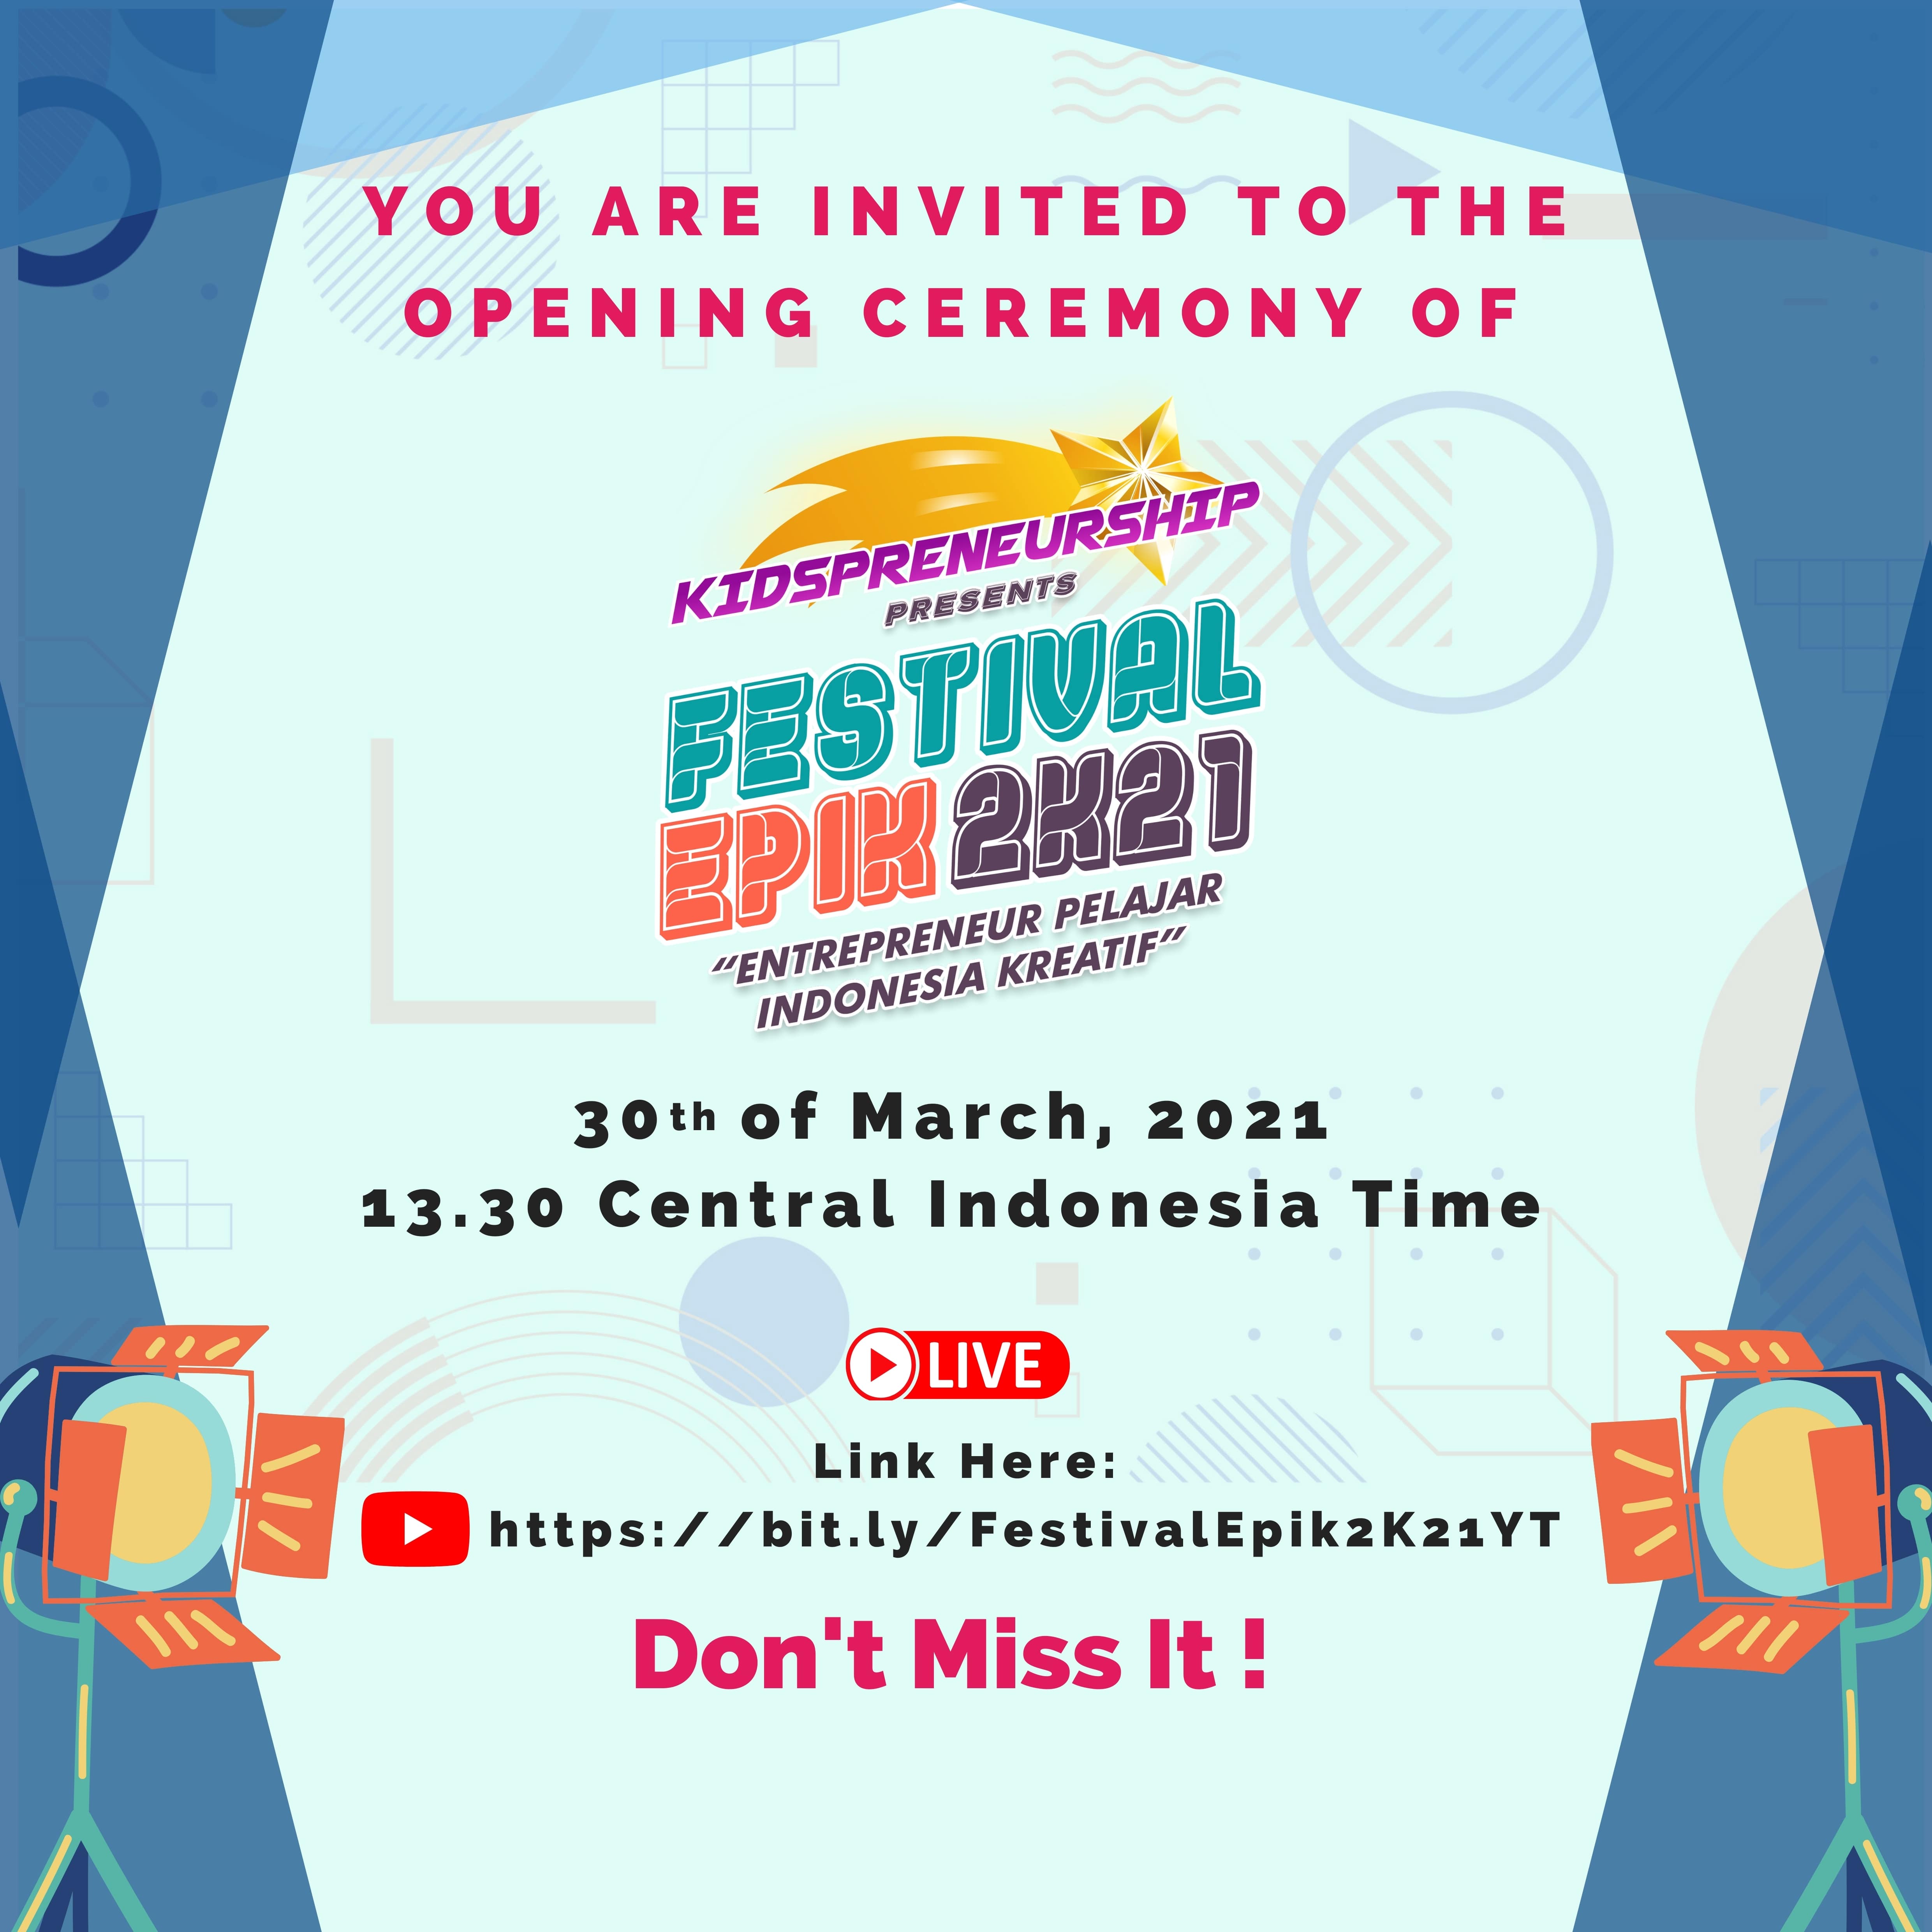 YOU ARE INVITED TO THE
OPENING CEREMONY OF
KIDSPRENEURSHIP
PRESENTS
FESTIVAL
EPIK 2K21
"ENTREPRENEUR PELAJAR
INDONESIA KREATIF"
30th of March, 2021
13.30 Central Indonesia Time
LIVE
Link Here:
https://bit.ly/FestivalEpik2K21YT
Don't Miss It !